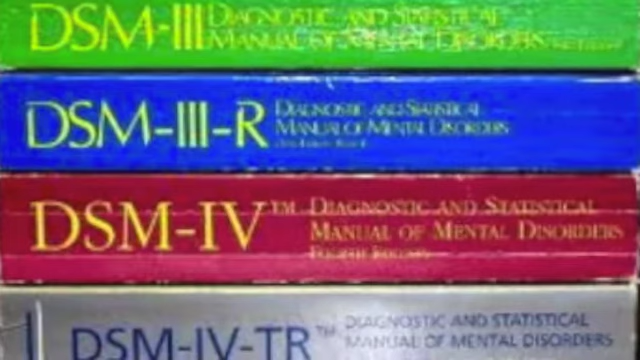 DSM-III DIAGNOSTIC AND STATISTICAL
MANUAL OF MENTAL DISORDERS
DSM-III-R DIAGNOSTIC AND STATISTICAL
MANUAL OF MENTAL DISORDERS
DSM-IV™ DIAGNOSTIC AND STATISTICAL
MANUAL OF MENTAL DISORDERS
FOURTH EDITION
DSM-IV-TR™ DIAGNOSTIC AND STATISTICAL
MANUAL OF MENTAL DISORDERS